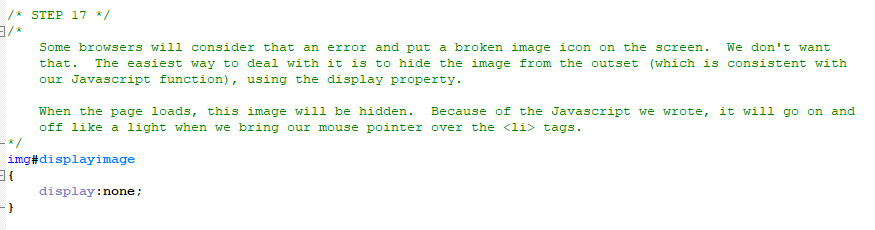 /* STEP 17 */
/*
Some browsers will consider that an error and put a broken image icon on the screen.  We don't want
that.  The easiest way to deal with it is to hide the image from the outset (which is consistent with
our Javascript function), using the display property.
When the page loads, this image will be hidden.  Because of the Javascript we wrote, it will go on and
off like a light when we bring our mouse pointer over the <li> tags.
*/
img#displayimage
{
display:none;
}